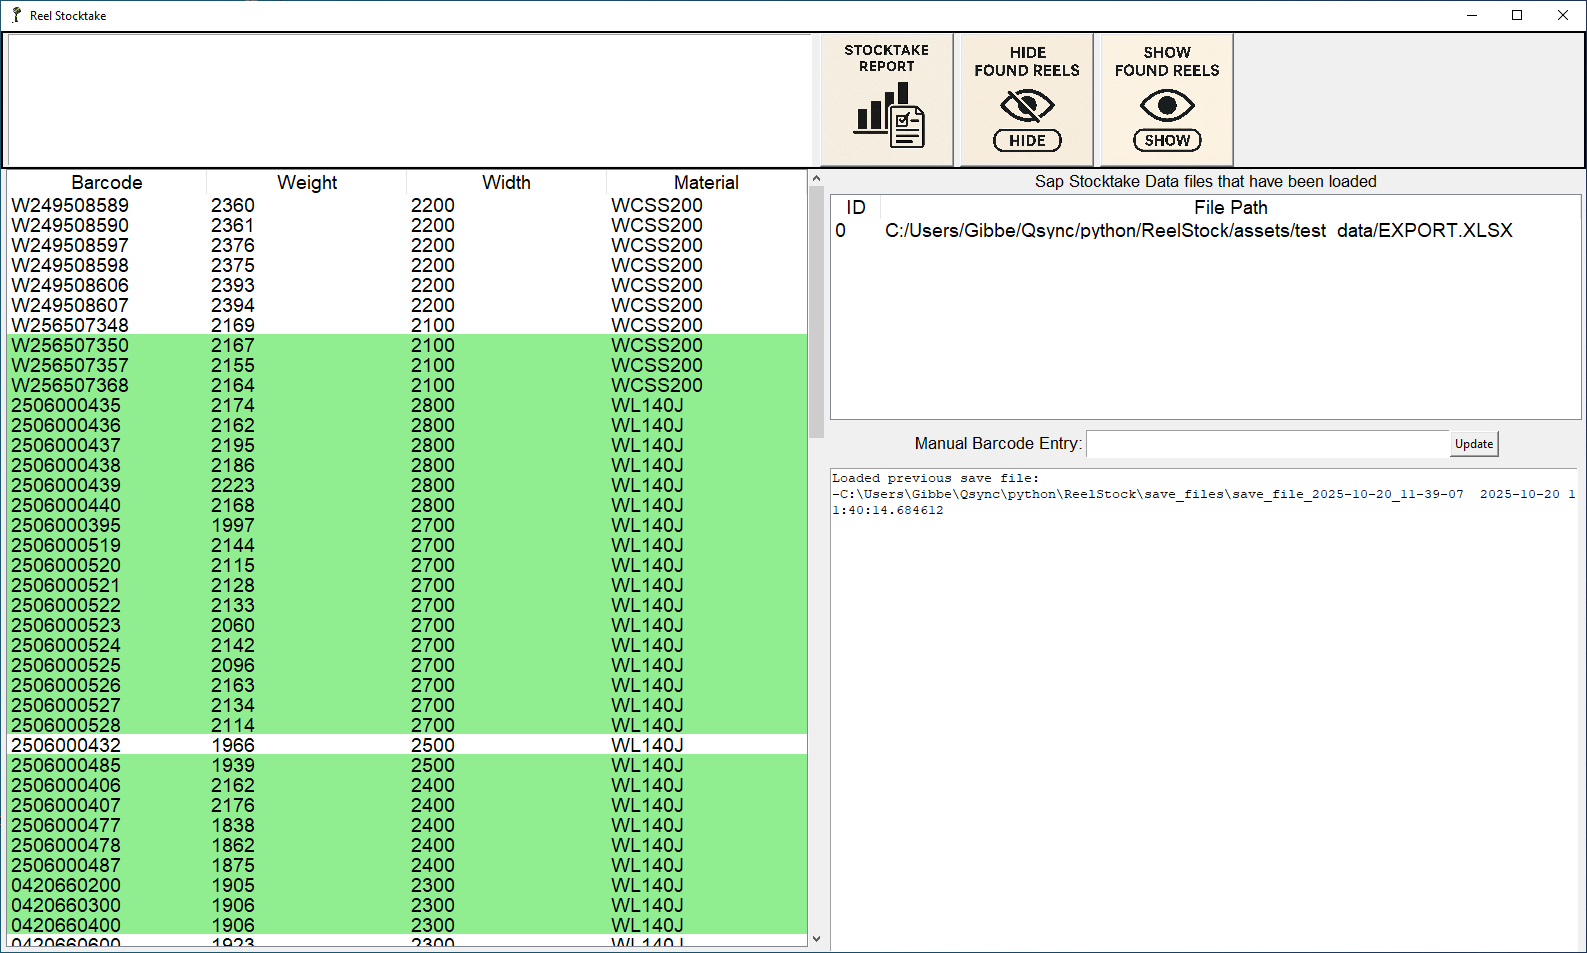 Reel Stocktake
STOCKTAKE
REPORT
HIDE
FOUND REELS
HIDE
SHOW
FOUND REELS
SHOW
Barcode Weight Width Material
W249508589 2360 2200 WCSS200
W249508590 2361 2200 WCSS200
W249508597 2376 2200 WCSS200
W249508598 2375 2200 WCSS200
W249508606 2393 2200 WCSS200
W249508607 2394 2200 WCSS200
W256507348 2169 2100 WCSS200
W256507350 2167 2100 WCSS200
W256507357 2155 2100 WCSS200
W256507368 2164 2100 WCSS200
2506000435 2174 2800 WL140J
2506000436 2162 2800 WL140J
2506000437 2195 2800 WL140J
2506000438 2186 2800 WL140J
2506000439 2223 2800 WL140J
2506000440 2168 2800 WL140J
2506000395 1997 2700 WL140J
2506000519 2144 2700 WL140J
2506000520 2115 2700 WL140J
2506000521 2128 2700 WL140J
2506000522 2133 2700 WL140J
2506000523 2060 2700 WL140J
2506000524 2142 2700 WL140J
2506000525 2096 2700 WL140J
2506000526 2163 2700 WL140J
2506000527 2134 2700 WL140J
2506000528 2114 2700 WL140J
2506000432 1966 2500 WL140J
2506000485 1939 2500 WL140J
2506000406 2162 2400 WL140J
2506000407 2176 2400 WL140J
2506000477 1838 2400 WL140J
2506000478 1862 2400 WL140J
2506000487 1875 2400 WL140J
0420660200 1905 2300 WL140J
0420660300 1906 2300 WL140J
0420660400 1906 2300 WL140J
0420660600 1923 2300 WL140J
Sap Stocktake Data files that have been loaded
ID File Path
0 C:/Users/Gibbe/Qsync/python/ReelStock/assets/test_data/EXPORT.XLSX
Manual Barcode Entry: Update
Loaded previous save file:
-C:\Users\Gibbe\Qsync\python\ReelStock\save_files\save_file_2025-10-20_11-39-07 2025-10-20 1
1:40:14.684612